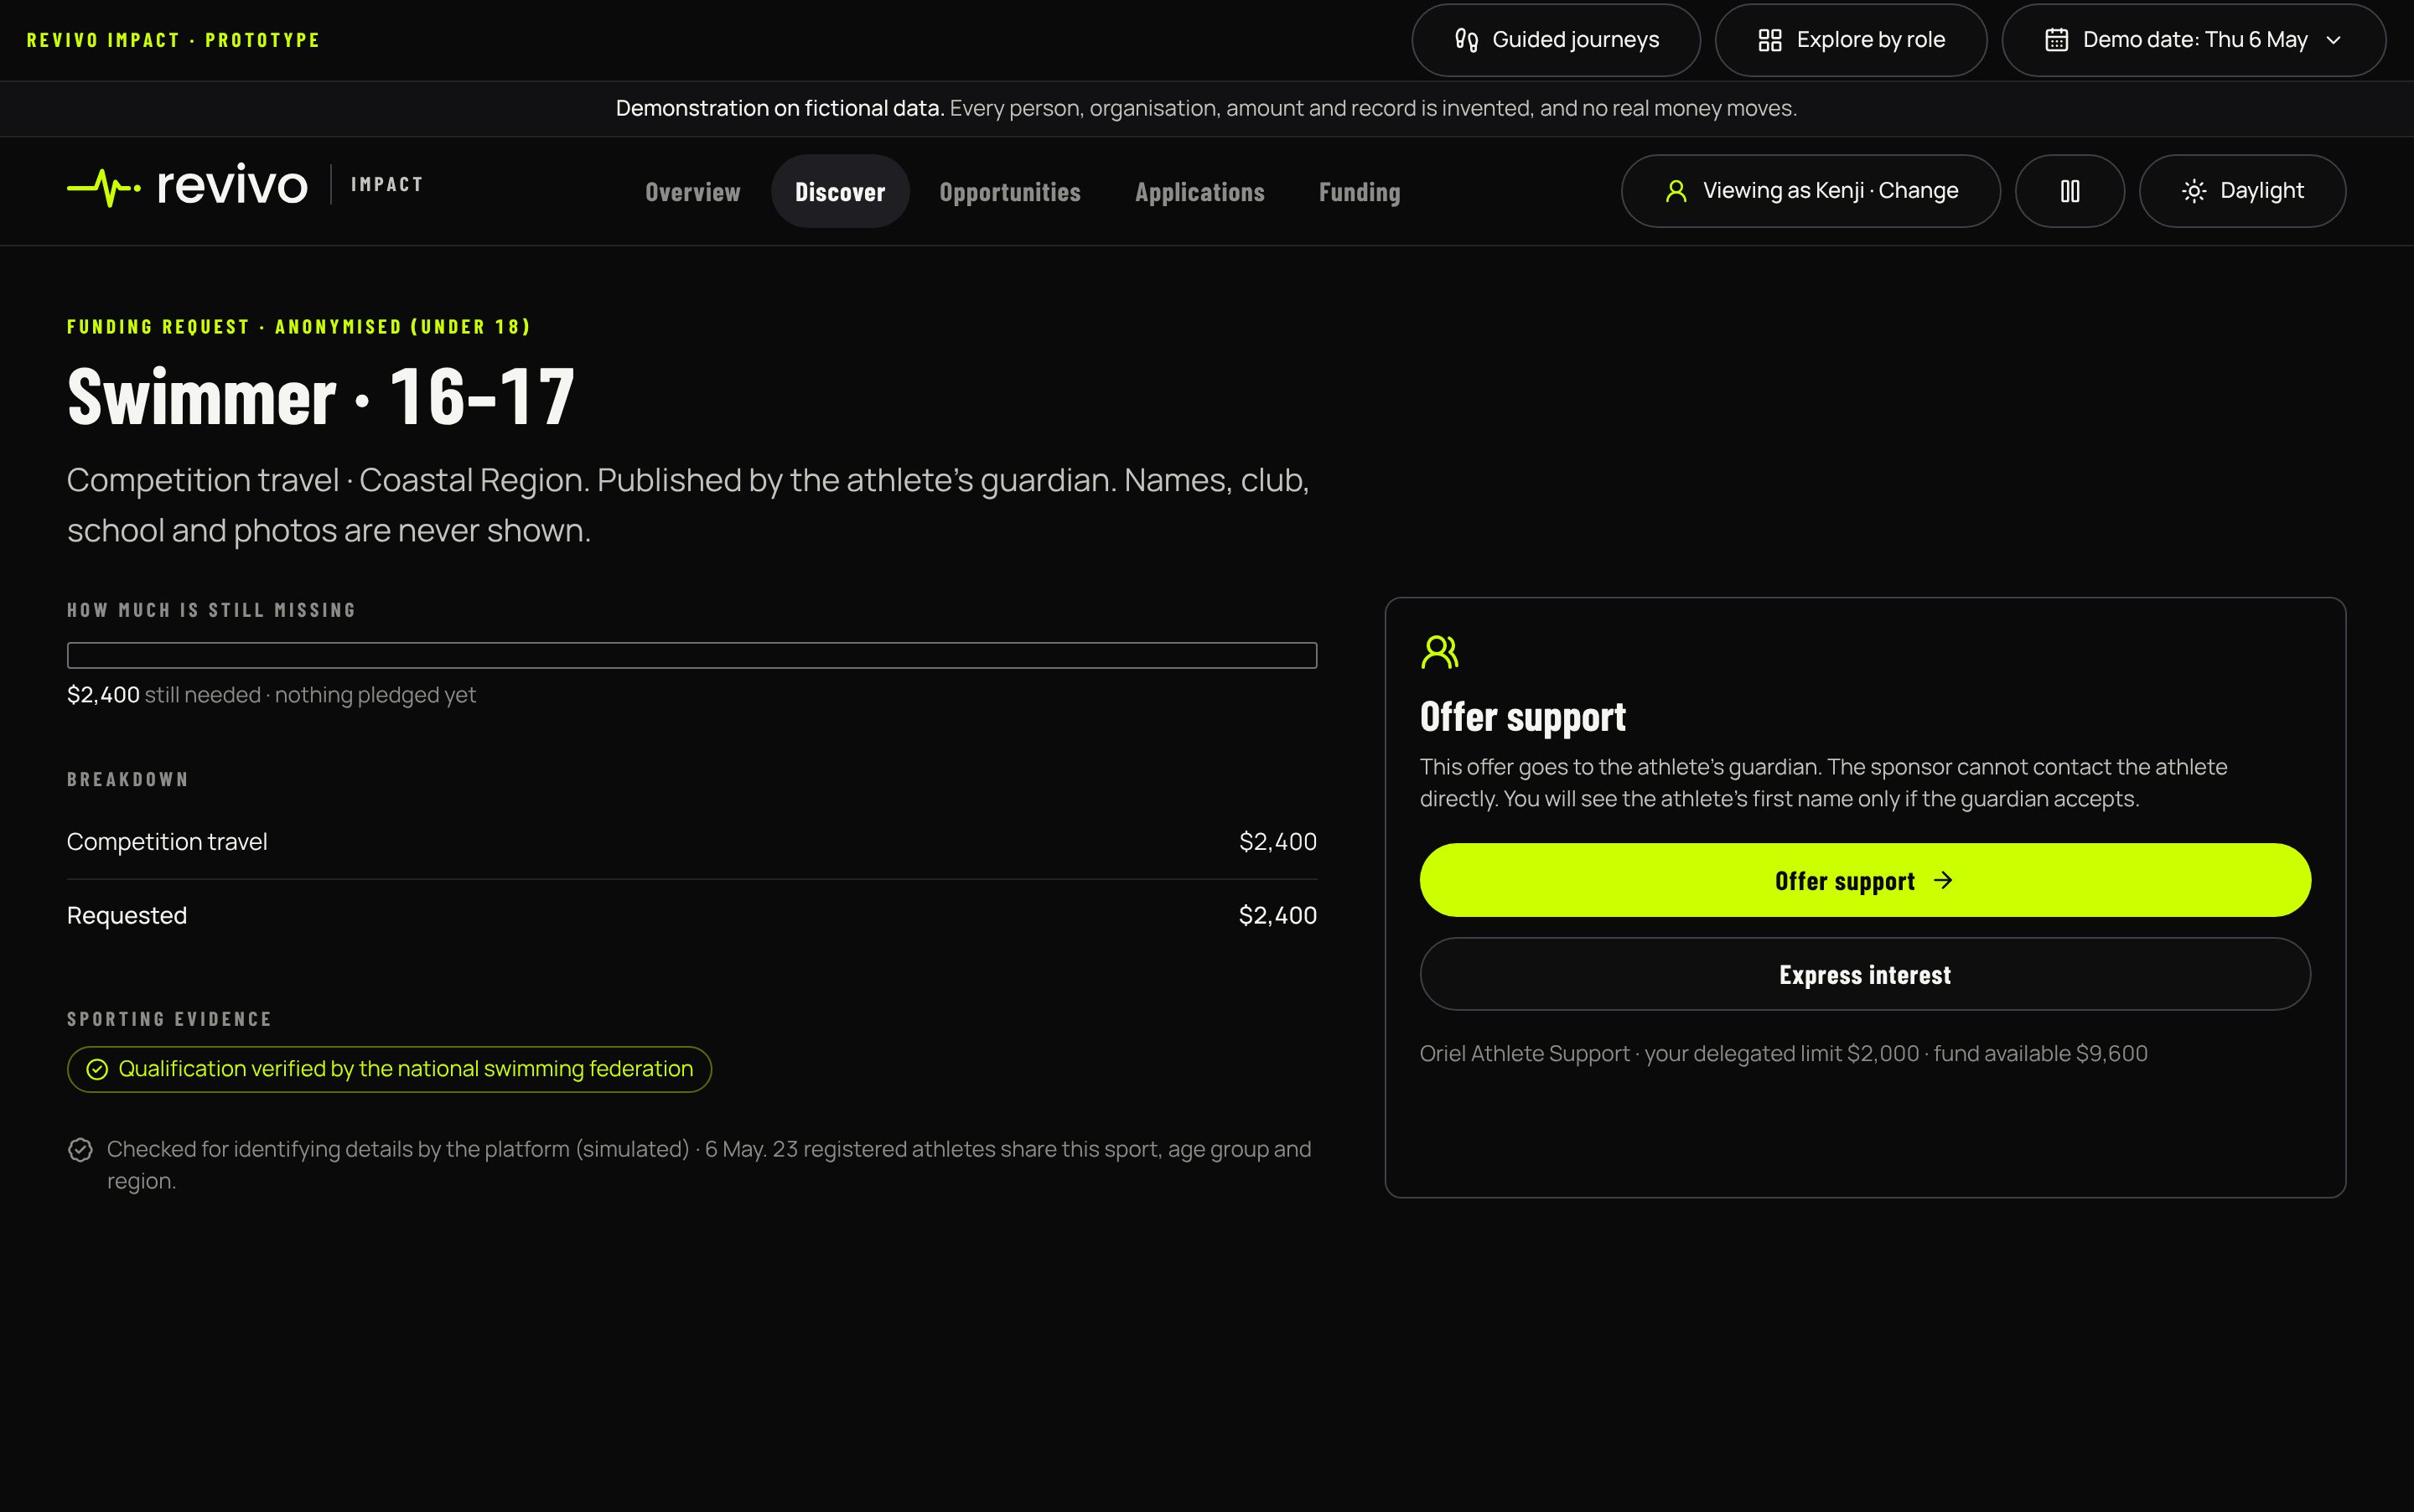 REVIVO IMPACT · PROTOTYPE
Guided journeys
Explore by role
Demo date: Thu 6 May
Demonstration on fictional data. Every person, organisation, amount and record is invented, and no real money moves.
revivo
IMPACT
Overview
Discover
Opportunities
Applications
Funding
Viewing as Kenji · Change
Daylight
FUNDING REQUEST · ANONYMISED (UNDER 18)
Swimmer · 16–17
Competition travel · Coastal Region. Published by the athlete’s guardian. Names, club,
school and photos are never shown.
HOW MUCH IS STILL MISSING
$2,400 still needed · nothing pledged yet
BREAKDOWN
Competition travel $2,400
Requested $2,400
SPORTING EVIDENCE
Qualification verified by the national swimming federation
Checked for identifying details by the platform (simulated) · 6 May. 23 registered athletes share this sport, age group and
region.
Offer support
This offer goes to the athlete’s guardian. The sponsor cannot contact the athlete
directly. You will see the athlete’s first name only if the guardian accepts.
Offer support
Express interest
Oriel Athlete Support · your delegated limit $2,000 · fund available $9,600